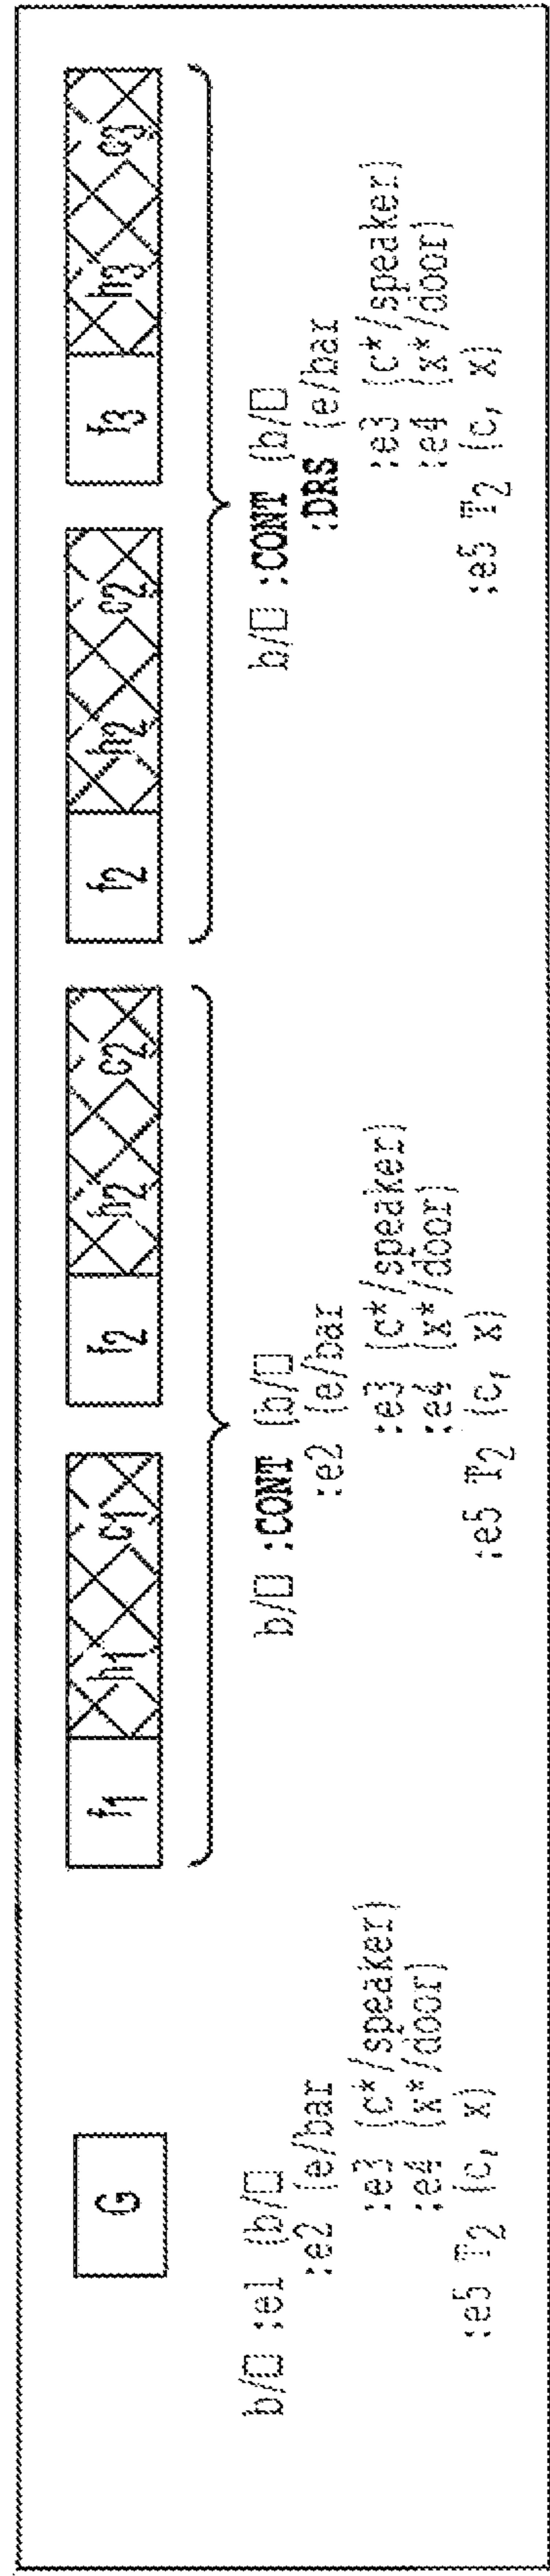 G
b/□ :e1 (b/□
:e2 (e/bar
:e3 (c*/speaker)
:e4 (x*/door)
:e5 T2 (c, x)
f1 h1 c1 f2 h2 c2
b/□ :CONT (b/□
:e2 (e/bar
:e3 (c*/speaker)
:e4 (x*/door)
:e5 T2 (c, x)
f2 h2 c2 f3 h3 c3
b/□ :CONT (b/□
:DRS (e/bar
:e3 (c*/speaker)
:e4 (x*/door)
:e5 T2 (c, x)